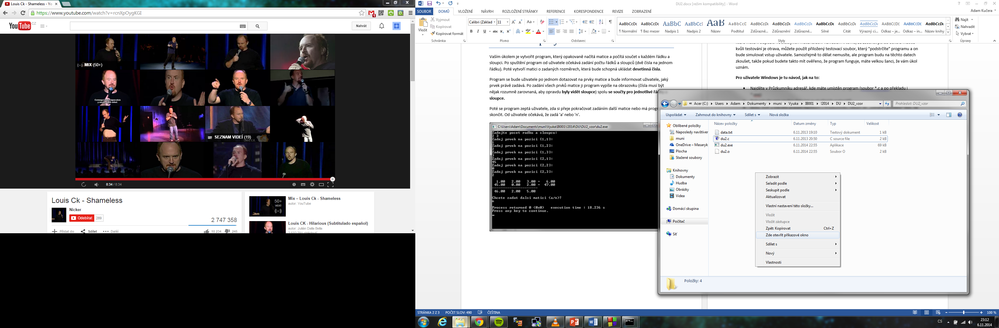 Louis Ck - Shameless - Yo
https://www.youtube.com/watch?v=rcnXpOygKGI
YouTube CZ
Nahrát
MIX (50+)
Consegui algún tapacubos
y escala algún árbol.
SEZNAM VIDEÍ (19)
8:34 / 8:34
Louis Ck - Shameless
Nicker
Odebírat 289
2 747 358
Přidat do Sdílet Další
10 234 245
50+
VIDEÍ
Mix – Louis Ck - Shameless
autor: YouTube
Louis CK - Hilarious (Subtitulado español)
autor: Julián Dalla Bella
DU2.docx [režim kompatibility] - Word
SOUBOR DOMŮ VLOŽENÍ NÁVRH ROZLOŽENÍ STRÁNKY REFERENCE KORESPONDENCE REVIZE ZOBRAZENÍ
Adam Kučera
Vložit
Vyjmout
Kopírovat
Kopírovat formát
Schránka
Calibri (Základ 11
Písmo
Odstavec
¶ Normální ¶ Bez mezer Nadpis 1 Nadpis 2 Název Podtitul Zdůrazně... Zdůraznění Zdůrazně... Silné Citát Výrazný ci... Odkaz – je... Odkaz – in... Název knihy
Styly
Najít
Nahradit
Vybrat
Úpravy
Vaším úkolem je vytvořit program, který opakovaně načítá matice a počítá součet v každém řádku a
sloupci. Po spuštění program od uživatele očekává zadání počtu řádků a sloupců (dvě čísla na jednom
řádku). Poté vytvoří matici o zadaných rozměrech, která bude schopná ukládat desetinná čísla.
Program se bude uživatele po jednom dotazovat na prvky matice a bude informovat uživatele, jaký
prvek právě zadává. Po zadání všech prvků matice ji program vypíše na obrazovku (čísla musí být
nějak rozumně zarovnaná, aby opravdu byly vidět sloupce) spolu se součty pro jednotlivé
sloupce.
Poté se program zeptá uživatele, zda si přeje pokračovat zadáním další matice nebo má
skončit. Od uživatele očekává, že zadá 'a' nebo 'n'.
C:\Users\Adam\Documents\muni\Vyuka\IB001\!2014\DU\DU2_vzor\du2.exe
Zadejte pocet radku a sloupcu:
2 3
Zadej prvek na pozici [1,1]:
1
Zadej prvek na pozici [1,2]:
2
Zadej prvek na pozici [1,3]:
3
Zadej prvek na pozici [2,1]:
45
Zadej prvek na pozici [2,2]:
0
Zadej prvek na pozici [2,3]:
2
1.00 2.00 3.00 = 6.00
45.00 0.00 2.00 = 47.00
------------------------
46.00 2.00 5.00
Chcete zadat dalsi matici (a/n)?
n
Process returned 0 (0x0) execution time : 18.236 s
Press any key to continue.
kvůli testování je otrava, můžete použít přiložený testovací soubor, který "podstrčíte" programu a on
bude simulovat vstup uživatele. Samozřejmě to dělat nemusíte, ale program budu na těchto datech
zkoušet, takže pokud budete takto mít ověřeno, že program funguje, máte velkou šanci, že vám úkol
uznám.
Pro uživatele Windows je tu návod, jak na to:
• Najděte v Průzkumníku adresář, kde máte umístěn program (soubor *.c a po překladu i
« Acer (C:) Users Adam Dokumenty muni Vyuka IB001 !2014 DU DU2_vzor
Prohledat: DU2_vzor
Uspořádat Zahrnout do knihovny Sdílet s Nová složka
Oblíbené položky
Naposledy navštíver
muni
OneDrive – Masaryk
Plocha
Stažené soubory
Knihovny
Dokumenty
Hudba
Obrázky
Videa
Domácí skupina
Počítač
Síť
Název položky Datum změny Typ Velikost
data.txt 6.11.2013 19:10 Textový dokument 1 kB
du2.c 6.11.2013 20:50 C source file 2 kB
du2.exe 6.11.2014 22:55 Aplikace 69 kB
du2.o 6.11.2014 22:55 Soubor O 2 kB
Zobrazit
Seřadit podle
Seskupit podle
Aktualizovat
Vlastní nastavení této složky...
Vložit
Vložit zástupce
Zpět: Kopírovat Ctrl+Z
Zde otevřít příkazové okno
Sdílet s
Nový
Vlastnosti
Položky: 4
STRÁNKA 2 Z 3 POČET SLOV: 490 ČEŠTINA
100 %
CS
23:12
6.11.2014